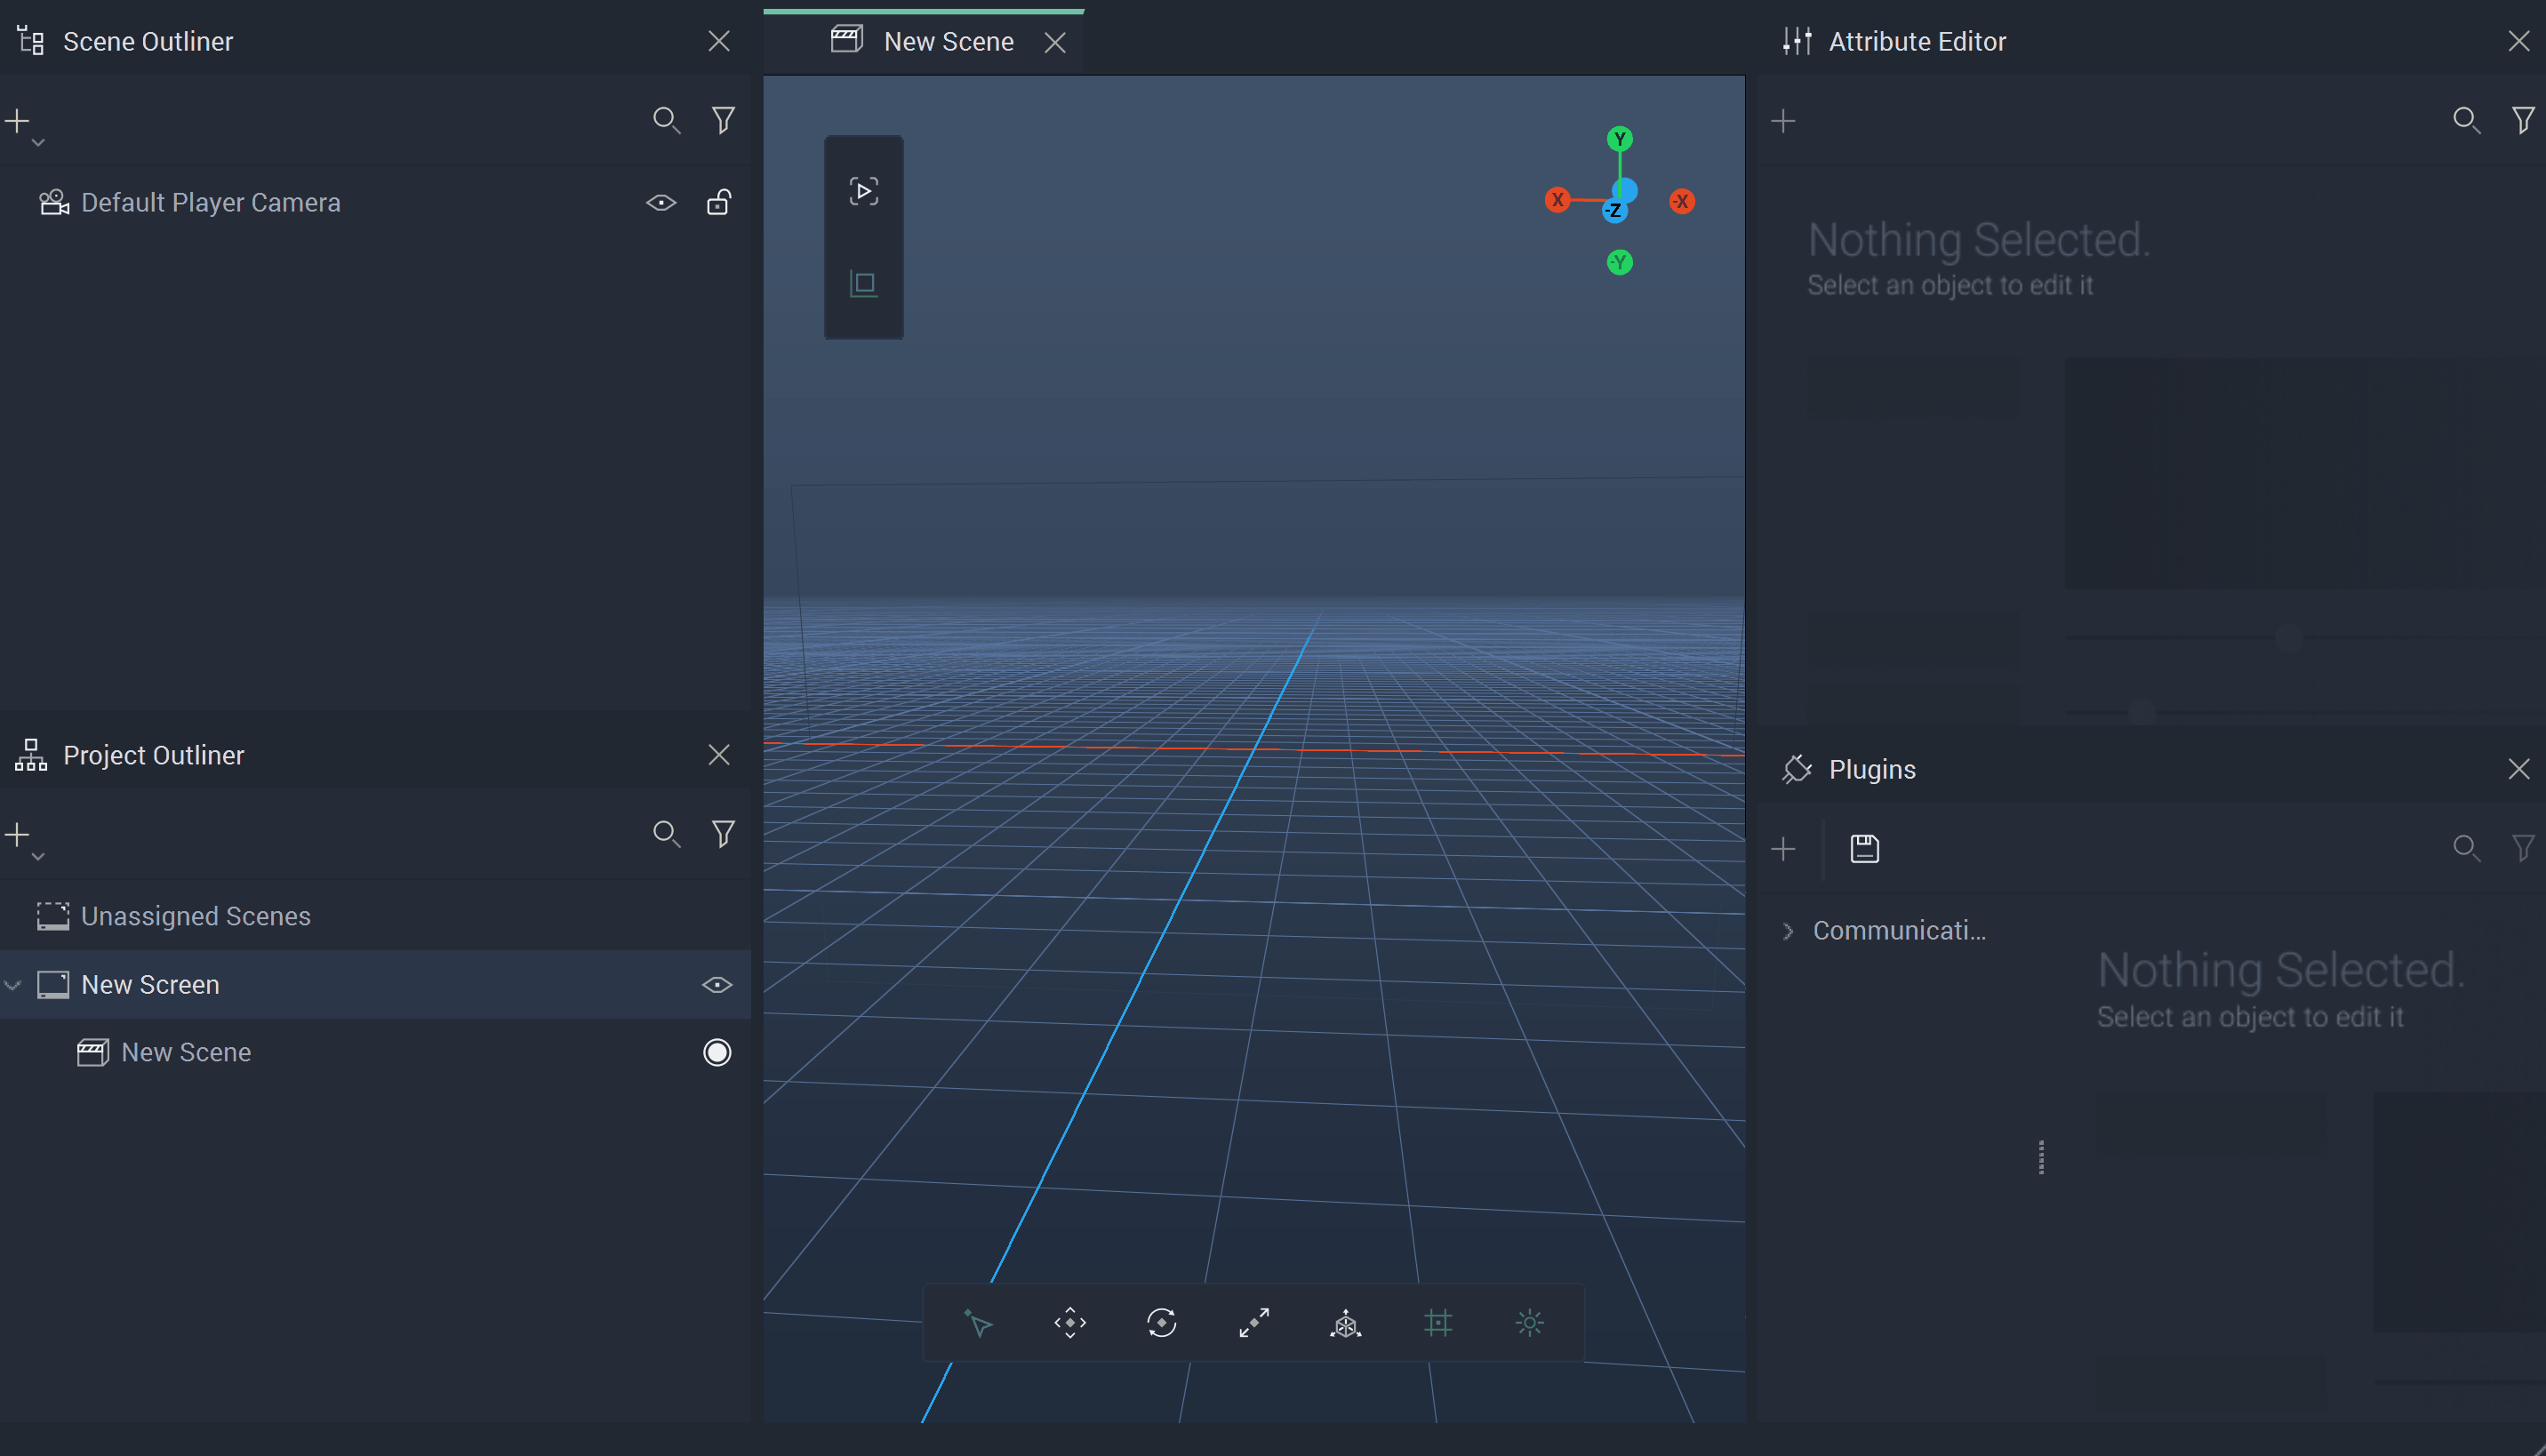 Scene Outliner
Default Player Camera
Project Outliner
Unassigned Scenes
New Screen
New Scene
New Scene
Y
X
-Z
-X
-Y
Attribute Editor
Nothing Selected.
Select an object to edit it
Plugins
Communicati...
Nothing Selected.
Select an object to edit it